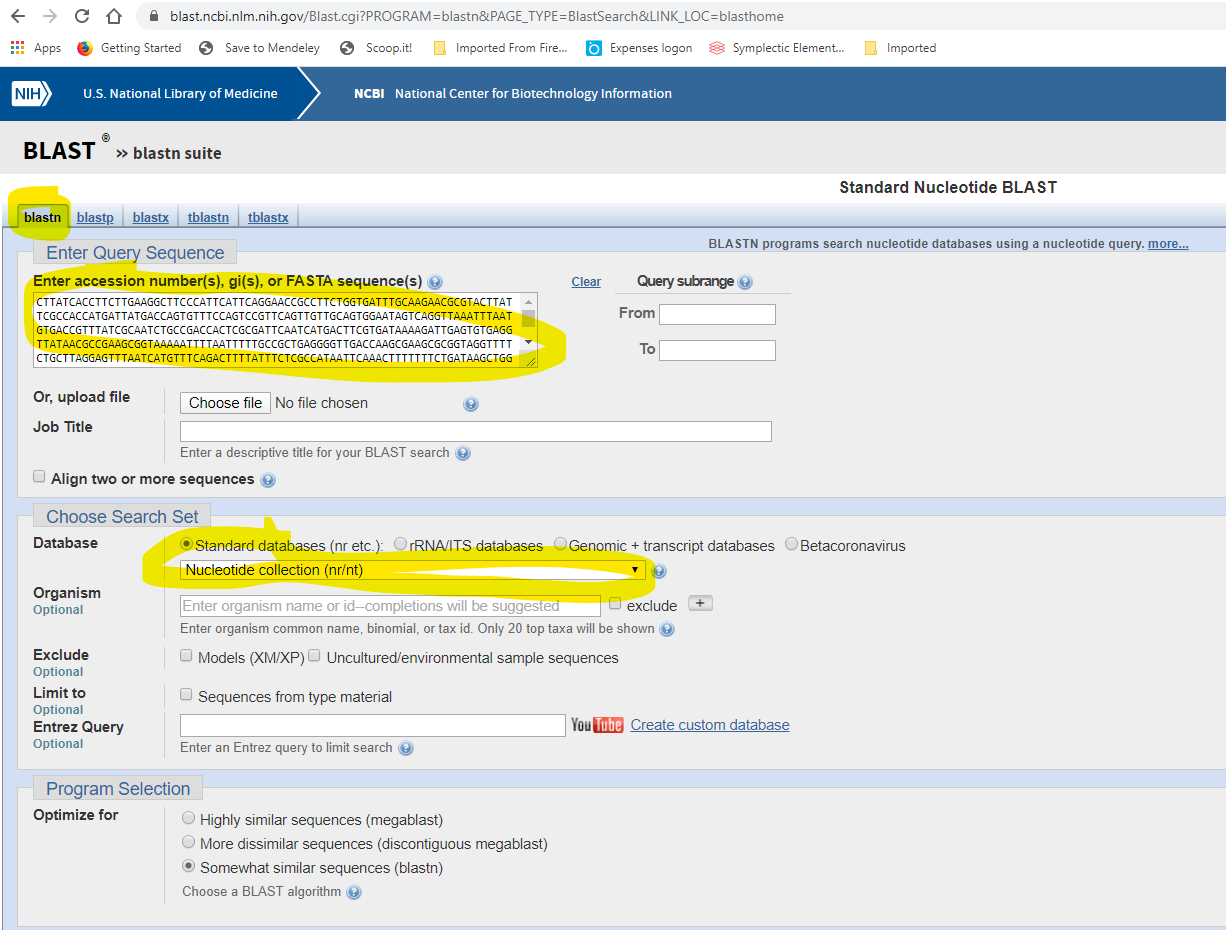 blast.ncbi.nlm.nih.gov/Blast.cgi?PROGRAM=blastn&PAGE_TYPE=BlastSearch&LINK_LOC=blasthome
Apps Getting Started Save to Mendeley Scoop.it! Imported From Fire... Expenses logon Symplectic Element... Imported
NIH U.S. National Library of Medicine NCBI National Center for Biotechnology Information
BLAST ® » blastn suite
Standard Nucleotide BLAST
blastn blastp blastx tblastn tblastx
BLASTN programs search nucleotide databases using a nucleotide query. more...
Enter Query Sequence
Enter accession number(s), gi(s), or FASTA sequence(s) Clear Query subrange
CTTATCACCTTCTTGAAGGCTTCCCATTCATTCAGGAACCGCCTTCTGGTGATTTGCAAGAACGCGTACTTAT
TCGCCACCATGATTATGACCAGTGTTTCCAGTCCGTTCAGTTGTTGCAGTGGAATAGTCAGGTTAAATTTAAT
GTGACCGTTTATCGCAATCTGCCGACCACTCGCGATTCAATCATGACTTCGTGATAAAAGATTGAGTGTGAGG
TTATAACGCCGAAGCGGTAAAAATTTTAATTTTTGCCGCTGAGGGGTTGACCAAGCGAAGCGCGGTAGGTTTT
CTGCTTAGGAGTTTAATCATGTTTCAGACTTTTATTTCTCGCCATAATTCAAACTTTTTTTCTGATAAGCTGG
From
To
Or, upload file Choose file No file chosen
Job Title
Enter a descriptive title for your BLAST search
Align two or more sequences
Choose Search Set
Database Standard databases (nr etc.): rRNA/ITS databases Genomic + transcript databases Betacoronavirus
Nucleotide collection (nr/nt)
Organism
Optional
Enter organism name or id--completions will be suggested exclude +
Enter organism common name, binomial, or tax id. Only 20 top taxa will be shown
Exclude Models (XM/XP) Uncultured/environmental sample sequences
Optional
Limit to Sequences from type material
Optional
Entrez Query YouTube Create custom database
Optional
Enter an Entrez query to limit search
Program Selection
Optimize for
Highly similar sequences (megablast)
More dissimilar sequences (discontiguous megablast)
Somewhat similar sequences (blastn)
Choose a BLAST algorithm